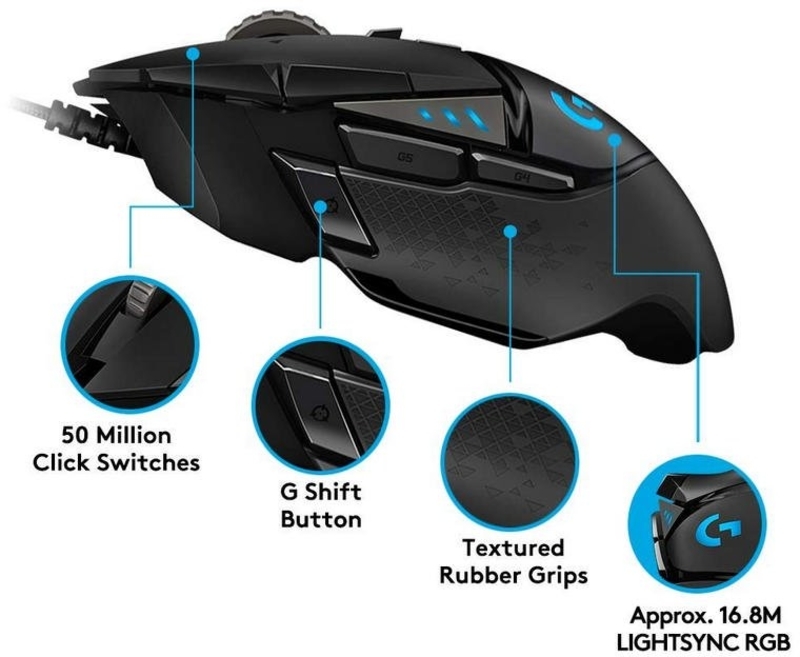 G5
G4
50 Million
Click Switches
G Shift
Button
Textured
Rubber Grips
Approx. 16.8M
LIGHTSYNC RGB